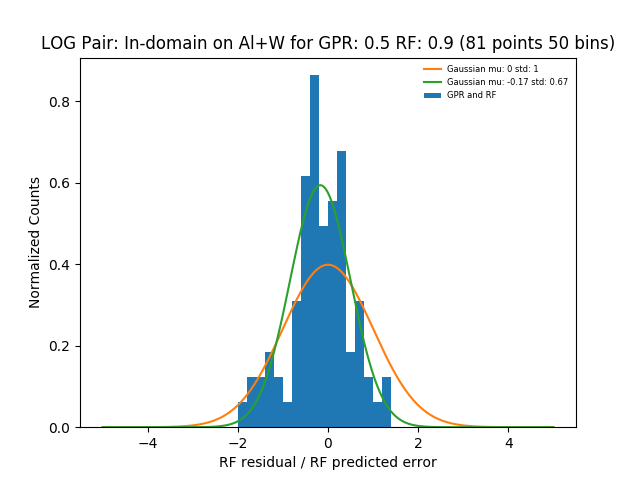 LOG Pair: In-domain on Al+W for GPR: 0.5 RF: 0.9 (81 points 50 bins)
Gaussian mu: 0 std: 1
Gaussian mu: -0.17 std: 0.67
GPR and RF
Normalized Counts
0.8
0.6
0.4
0.2
0.0
−4
−2
0
2
4
RF residual / RF predicted error